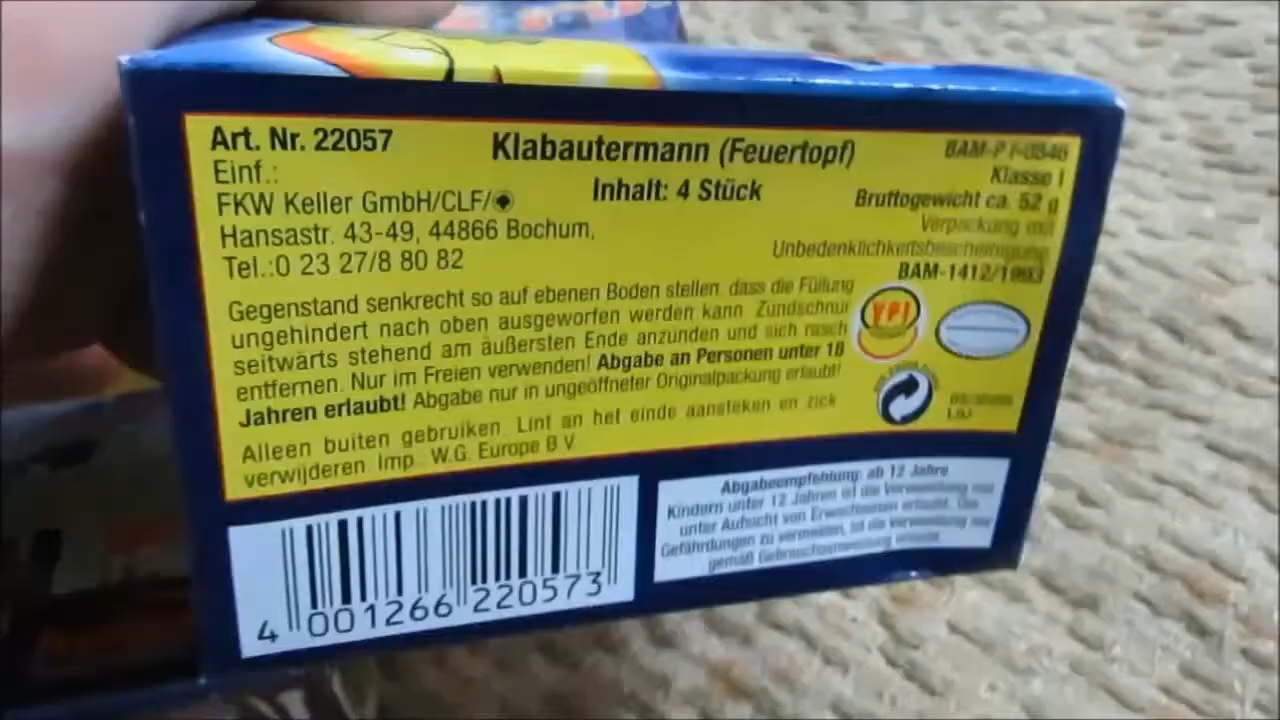 Art. Nr. 22057
Einf.:
FKW Keller GmbH/CLF/
Hansastr. 43-49, 44866 Bochum,
Tel.:0 23 27/8 80 82
Klabautermann (Feuertopf)
Inhalt: 4 Stück
Klasse I
Bruttogewicht ca. 52 g
Verpackung mit
Unbedenklichkeitsbescheinigung
BAM-1412/1993
Gegenstand senkrecht so auf ebenen Boden stellen, dass die Füllung
ungehindert nach oben ausgeworfen werden kann. Zündschnur
seitwärts stehend am äußersten Ende anzünden und sich rasch
entfernen. Nur im Freien verwenden! Abgabe an Personen unter 18
Jahren erlaubt! Abgabe nur in ungeöffneter Originalpackung erlaubt!
Alleen buiten gebruiken. Lint an het einde aansteken en zick
verwijderen Imp. W.G. Europe B V
VPI
4 001266 220573
Abgabeempfehlung: ab 12 Jahre
Kindern unter 12 Jahren ist die Verwendung nur
unter Aufsicht von Erwachsenen erlaubt. Um
Gefährdungen zu vermeiden, ist die Verwendung nur
gemäß Gebrauchsanweisung erlaubt.